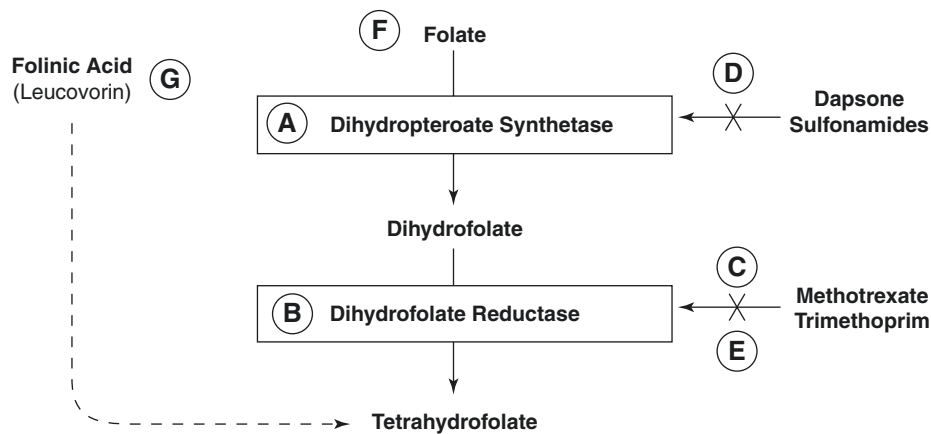 F Folate
Folinic Acid
(Leucovorin) G
D
A Dihydropteroate Synthetase
Dapsone
Sulfonamides
Dihydrofolate
C
B Dihydrofolate Reductase
Methotrexate
Trimethoprim
E
Tetrahydrofolate